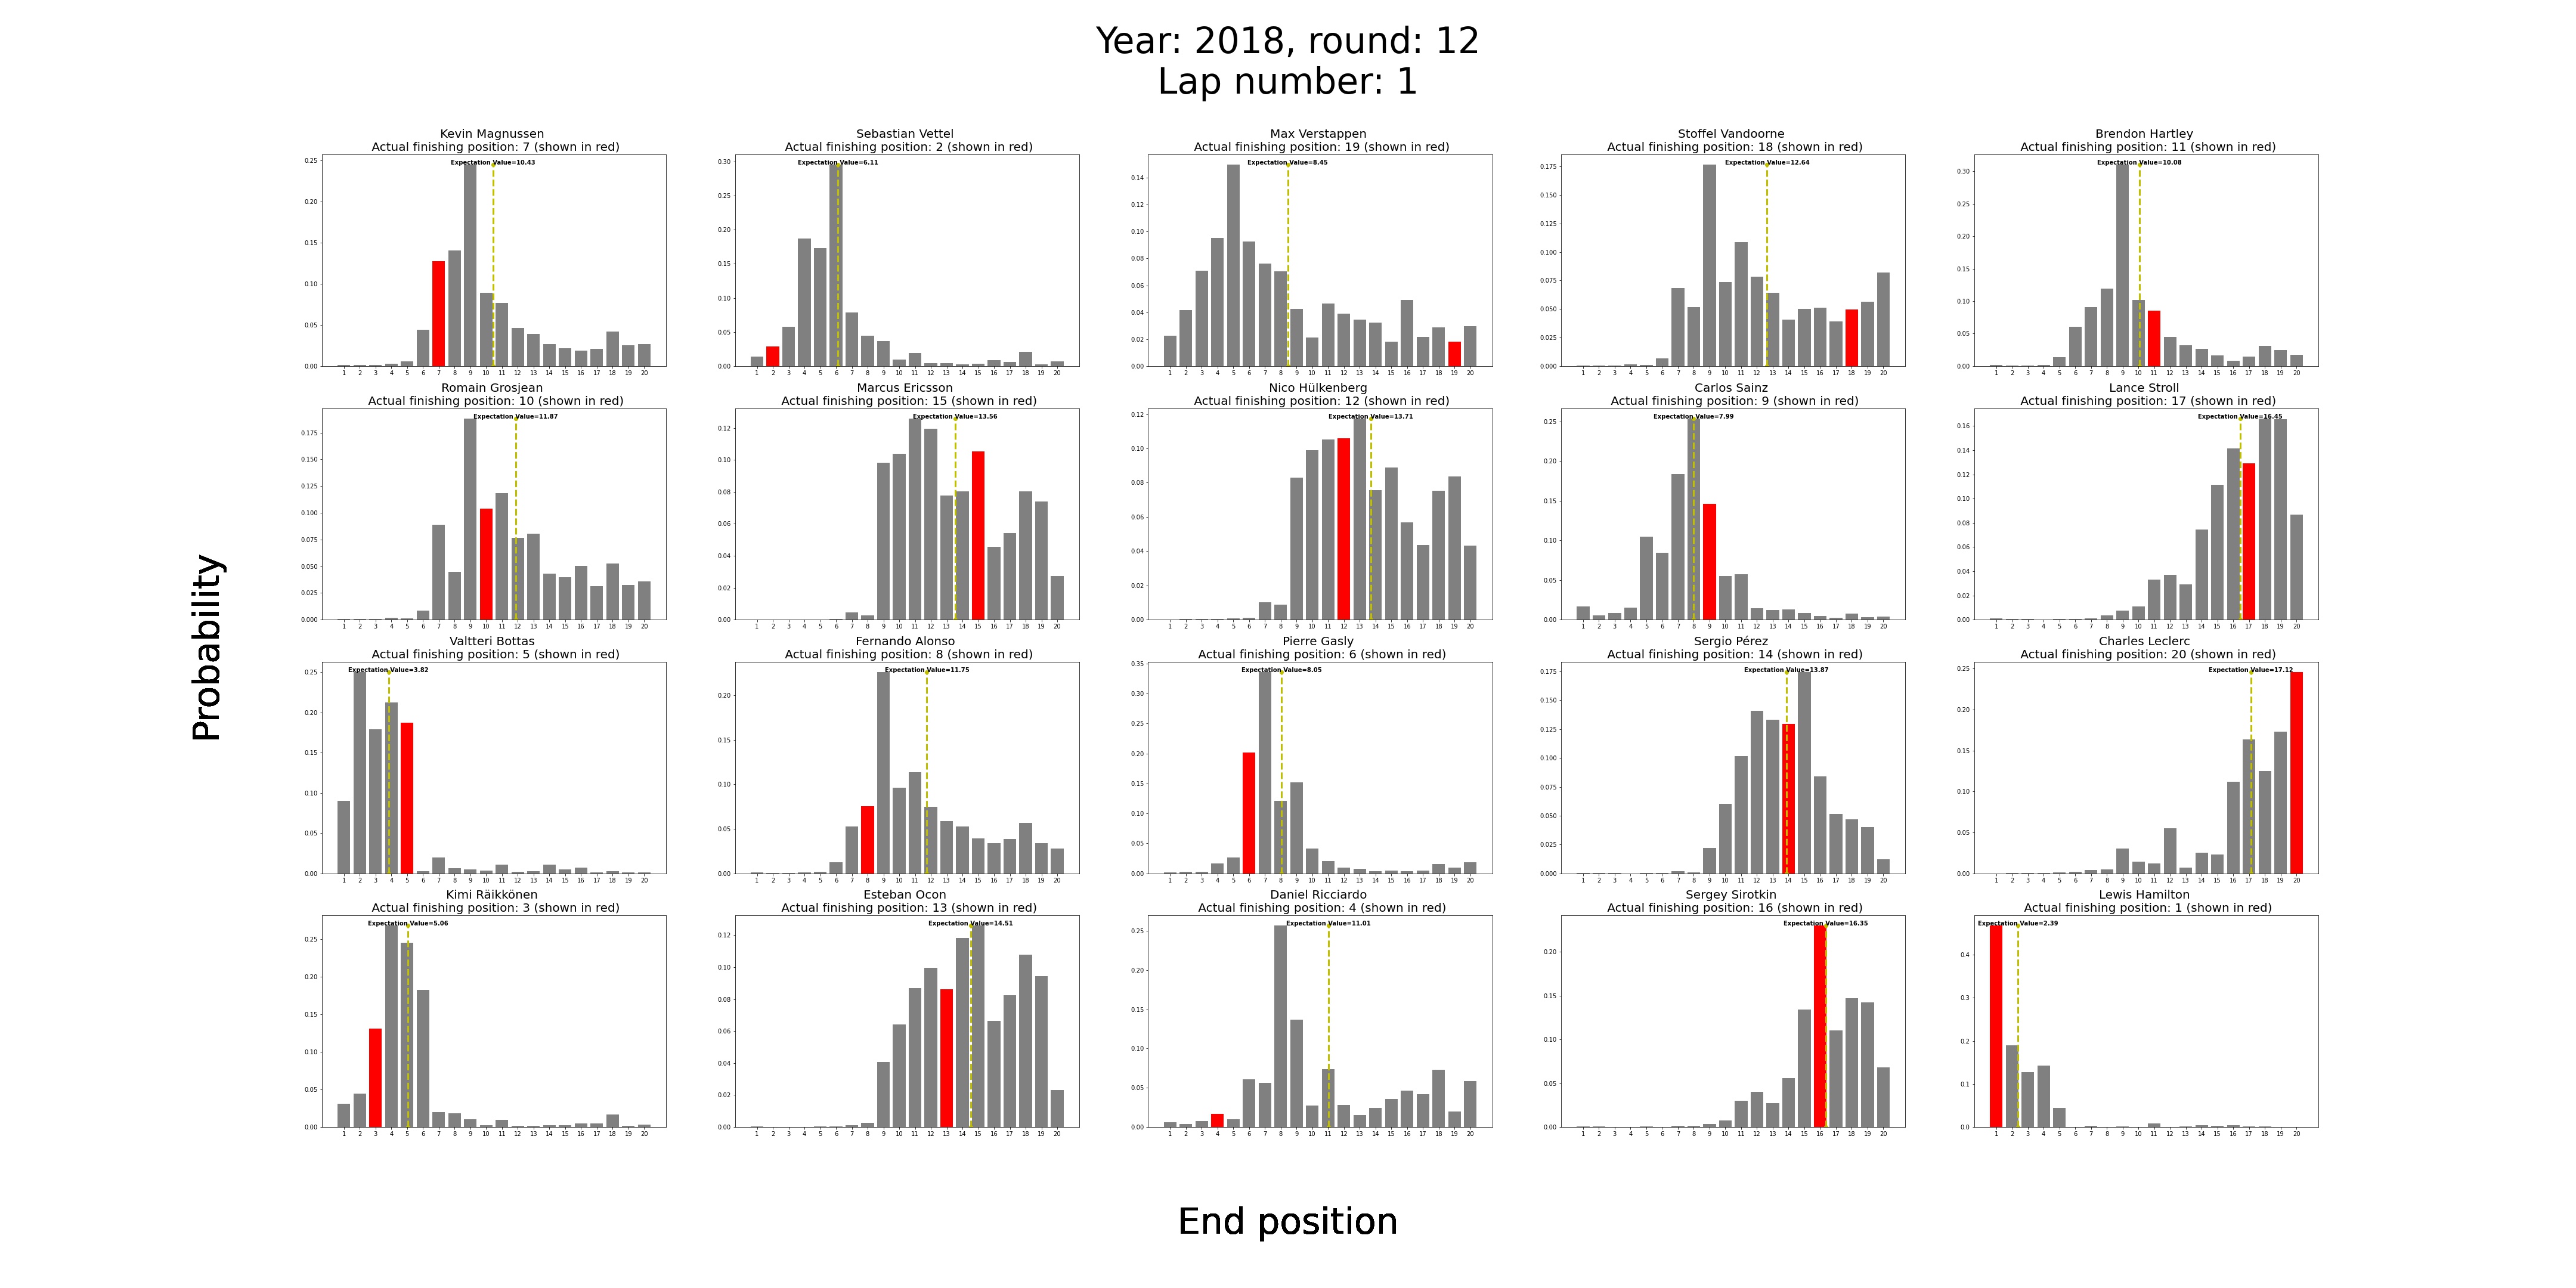 Year: 2018, round: 12
Lap number: 1
Kevin Magnussen
Actual finishing position: 7 (shown in red)
Expectation Value=10.43
Sebastian Vettel
Actual finishing position: 2 (shown in red)
Expectation Value=6.11
Max Verstappen
Actual finishing position: 19 (shown in red)
Expectation Value=8.45
Stoffel Vandoorne
Actual finishing position: 18 (shown in red)
Expectation Value=12.64
Brendon Hartley
Actual finishing position: 11 (shown in red)
Expectation Value=10.08
Romain Grosjean
Actual finishing position: 10 (shown in red)
Expectation Value=11.87
Marcus Ericsson
Actual finishing position: 15 (shown in red)
Expectation Value=13.56
Nico Hülkenberg
Actual finishing position: 12 (shown in red)
Expectation Value=13.71
Carlos Sainz
Actual finishing position: 9 (shown in red)
Expectation Value=7.99
Lance Stroll
Actual finishing position: 17 (shown in red)
Expectation Value=16.45
Valtteri Bottas
Actual finishing position: 5 (shown in red)
Expectation Value=3.82
Fernando Alonso
Actual finishing position: 8 (shown in red)
Expectation Value=11.75
Pierre Gasly
Actual finishing position: 6 (shown in red)
Expectation Value=8.05
Sergio Pérez
Actual finishing position: 14 (shown in red)
Expectation Value=13.87
Charles Leclerc
Actual finishing position: 20 (shown in red)
Expectation Value=17.12
Kimi Räikkönen
Actual finishing position: 3 (shown in red)
Expectation Value=5.06
Esteban Ocon
Actual finishing position: 13 (shown in red)
Expectation Value=14.51
Daniel Ricciardo
Actual finishing position: 4 (shown in red)
Expectation Value=11.01
Sergey Sirotkin
Actual finishing position: 16 (shown in red)
Expectation Value=16.35
Lewis Hamilton
Actual finishing position: 1 (shown in red)
Expectation Value=2.39
Probability
End position